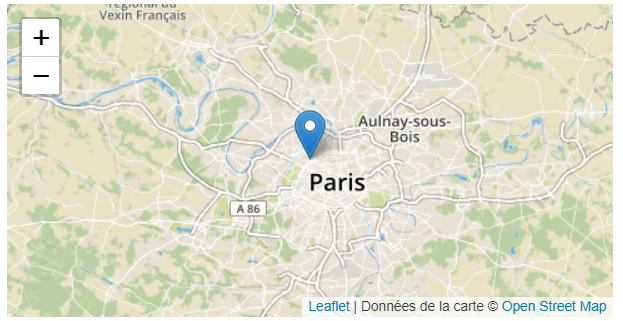 régional du
Vexin Français
+
−
Aulnay-sous-
Bois
Paris
A 86
Leaflet | Données de la carte © Open Street Map